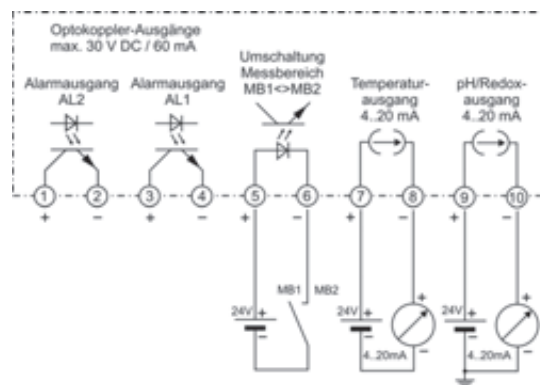 Optokoppler-Ausgänge
max. 30 V DC / 60 mA
Alarmausgang
AL2
Alarmausgang
AL1
Umschaltung
Messbereich
MB1<>MB2
Temperatur-
ausgang
4..20 mA
pH/Redox-
ausgang
4..20 mA
1 2 3 4 5 6 7 8 9 10
+ − + − + − + − + −
MB1 MB2
24V + −
24V + −
+ −
4..20mA
24V + −
+ −
4..20mA